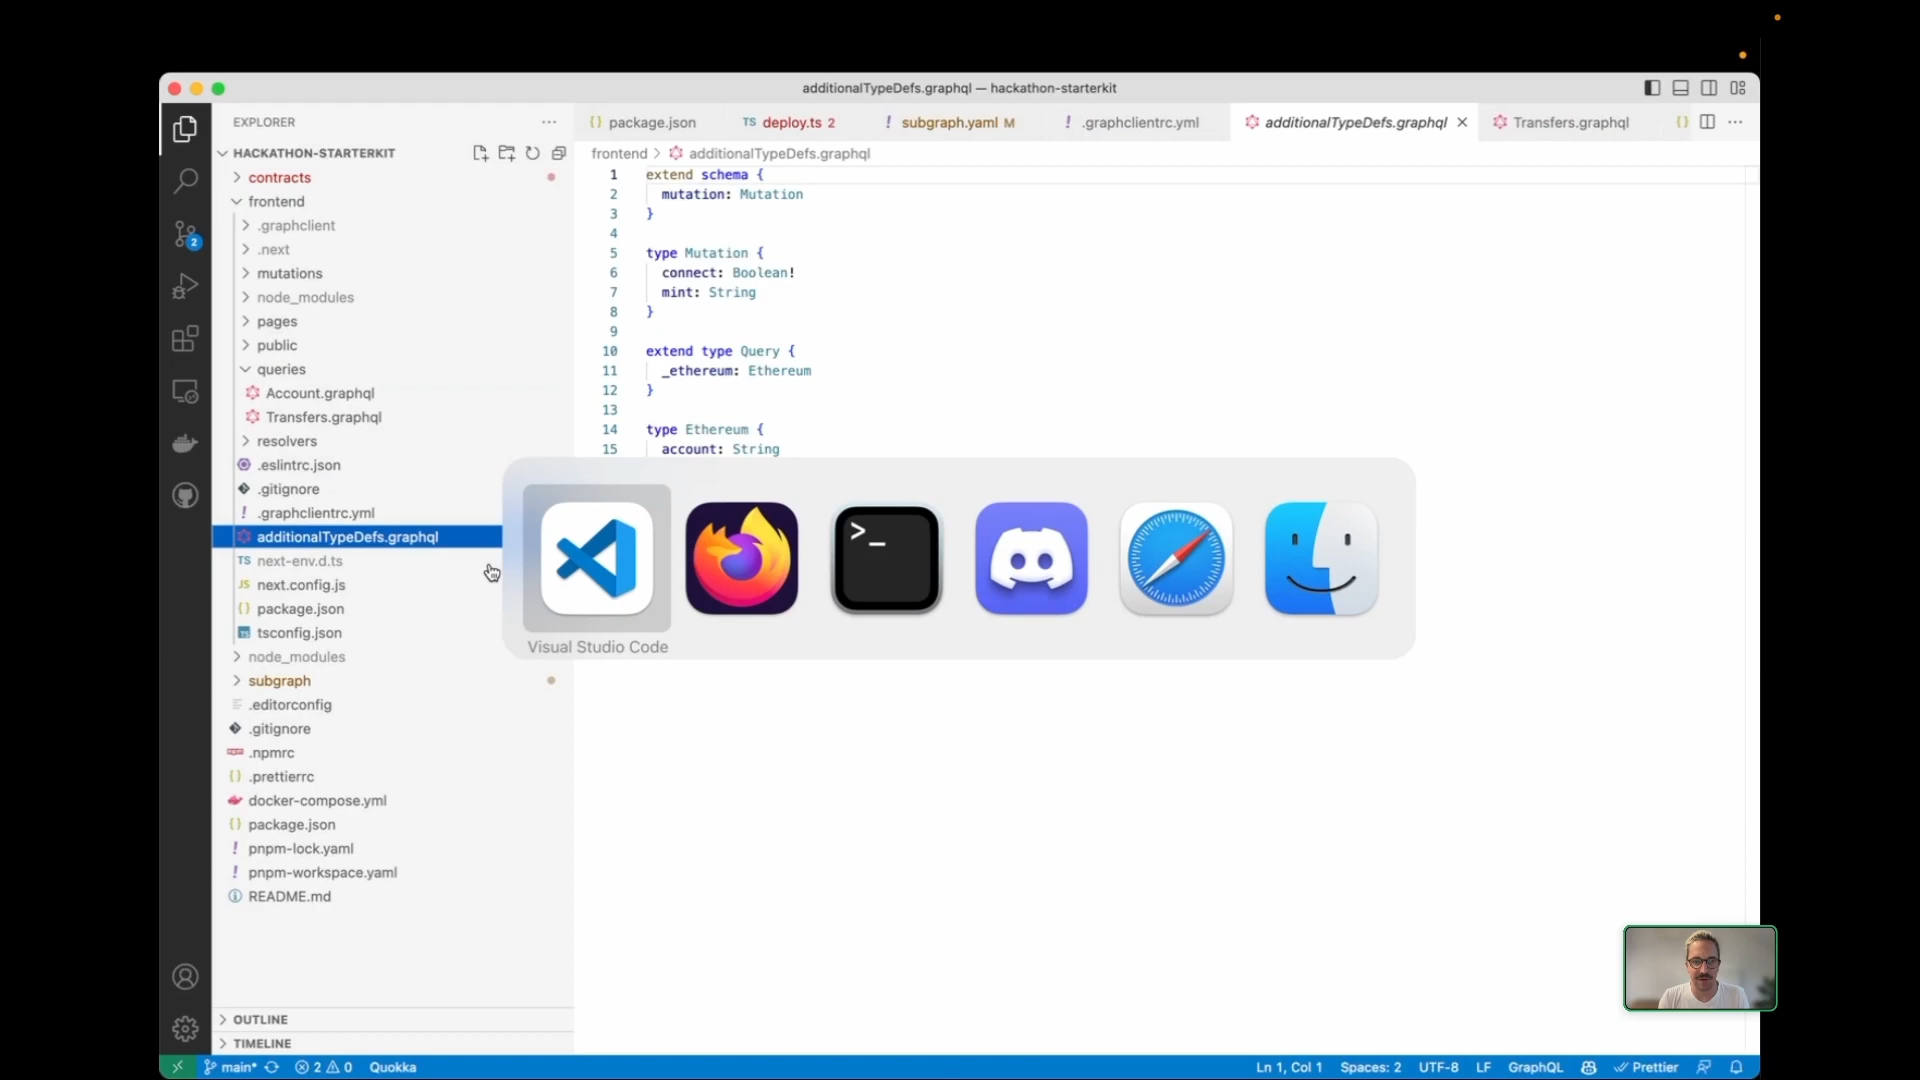 additionalTypeDefs.graphql — hackathon-starterkit
EXPLORER
HACKATHON-STARTERKIT
contracts
frontend
.graphclient
.next
mutations
node_modules
pages
public
queries
Account.graphql
Transfers.graphql
resolvers
.eslintrc.json
.gitignore
.graphclientrc.yml
additionalTypeDefs.graphql
TS next-env.d.ts
JS next.config.js
{} package.json
tsconfig.json
node_modules
subgraph
.editorconfig
.gitignore
.npmrc
{} .prettierrc
docker-compose.yml
{} package.json
! pnpm-lock.yaml
! pnpm-workspace.yaml
README.md
OUTLINE
TIMELINE
2
{} package.json
TS deploy.ts 2
! subgraph.yaml M
! .graphclientrc.yml
additionalTypeDefs.graphql
Transfers.graphql
{}
frontend > additionalTypeDefs.graphql
1 extend schema {
2 mutation: Mutation
3 }
4
5 type Mutation {
6 connect: Boolean!
7 mint: String
8 }
9
10 extend type Query {
11 _ethereum: Ethereum
12 }
13
14 type Ethereum {
15 account: String
>_
Visual Studio Code
main* 2 0 Quokka
Ln 1, Col 1 Spaces: 2 UTF-8 LF GraphQL Prettier